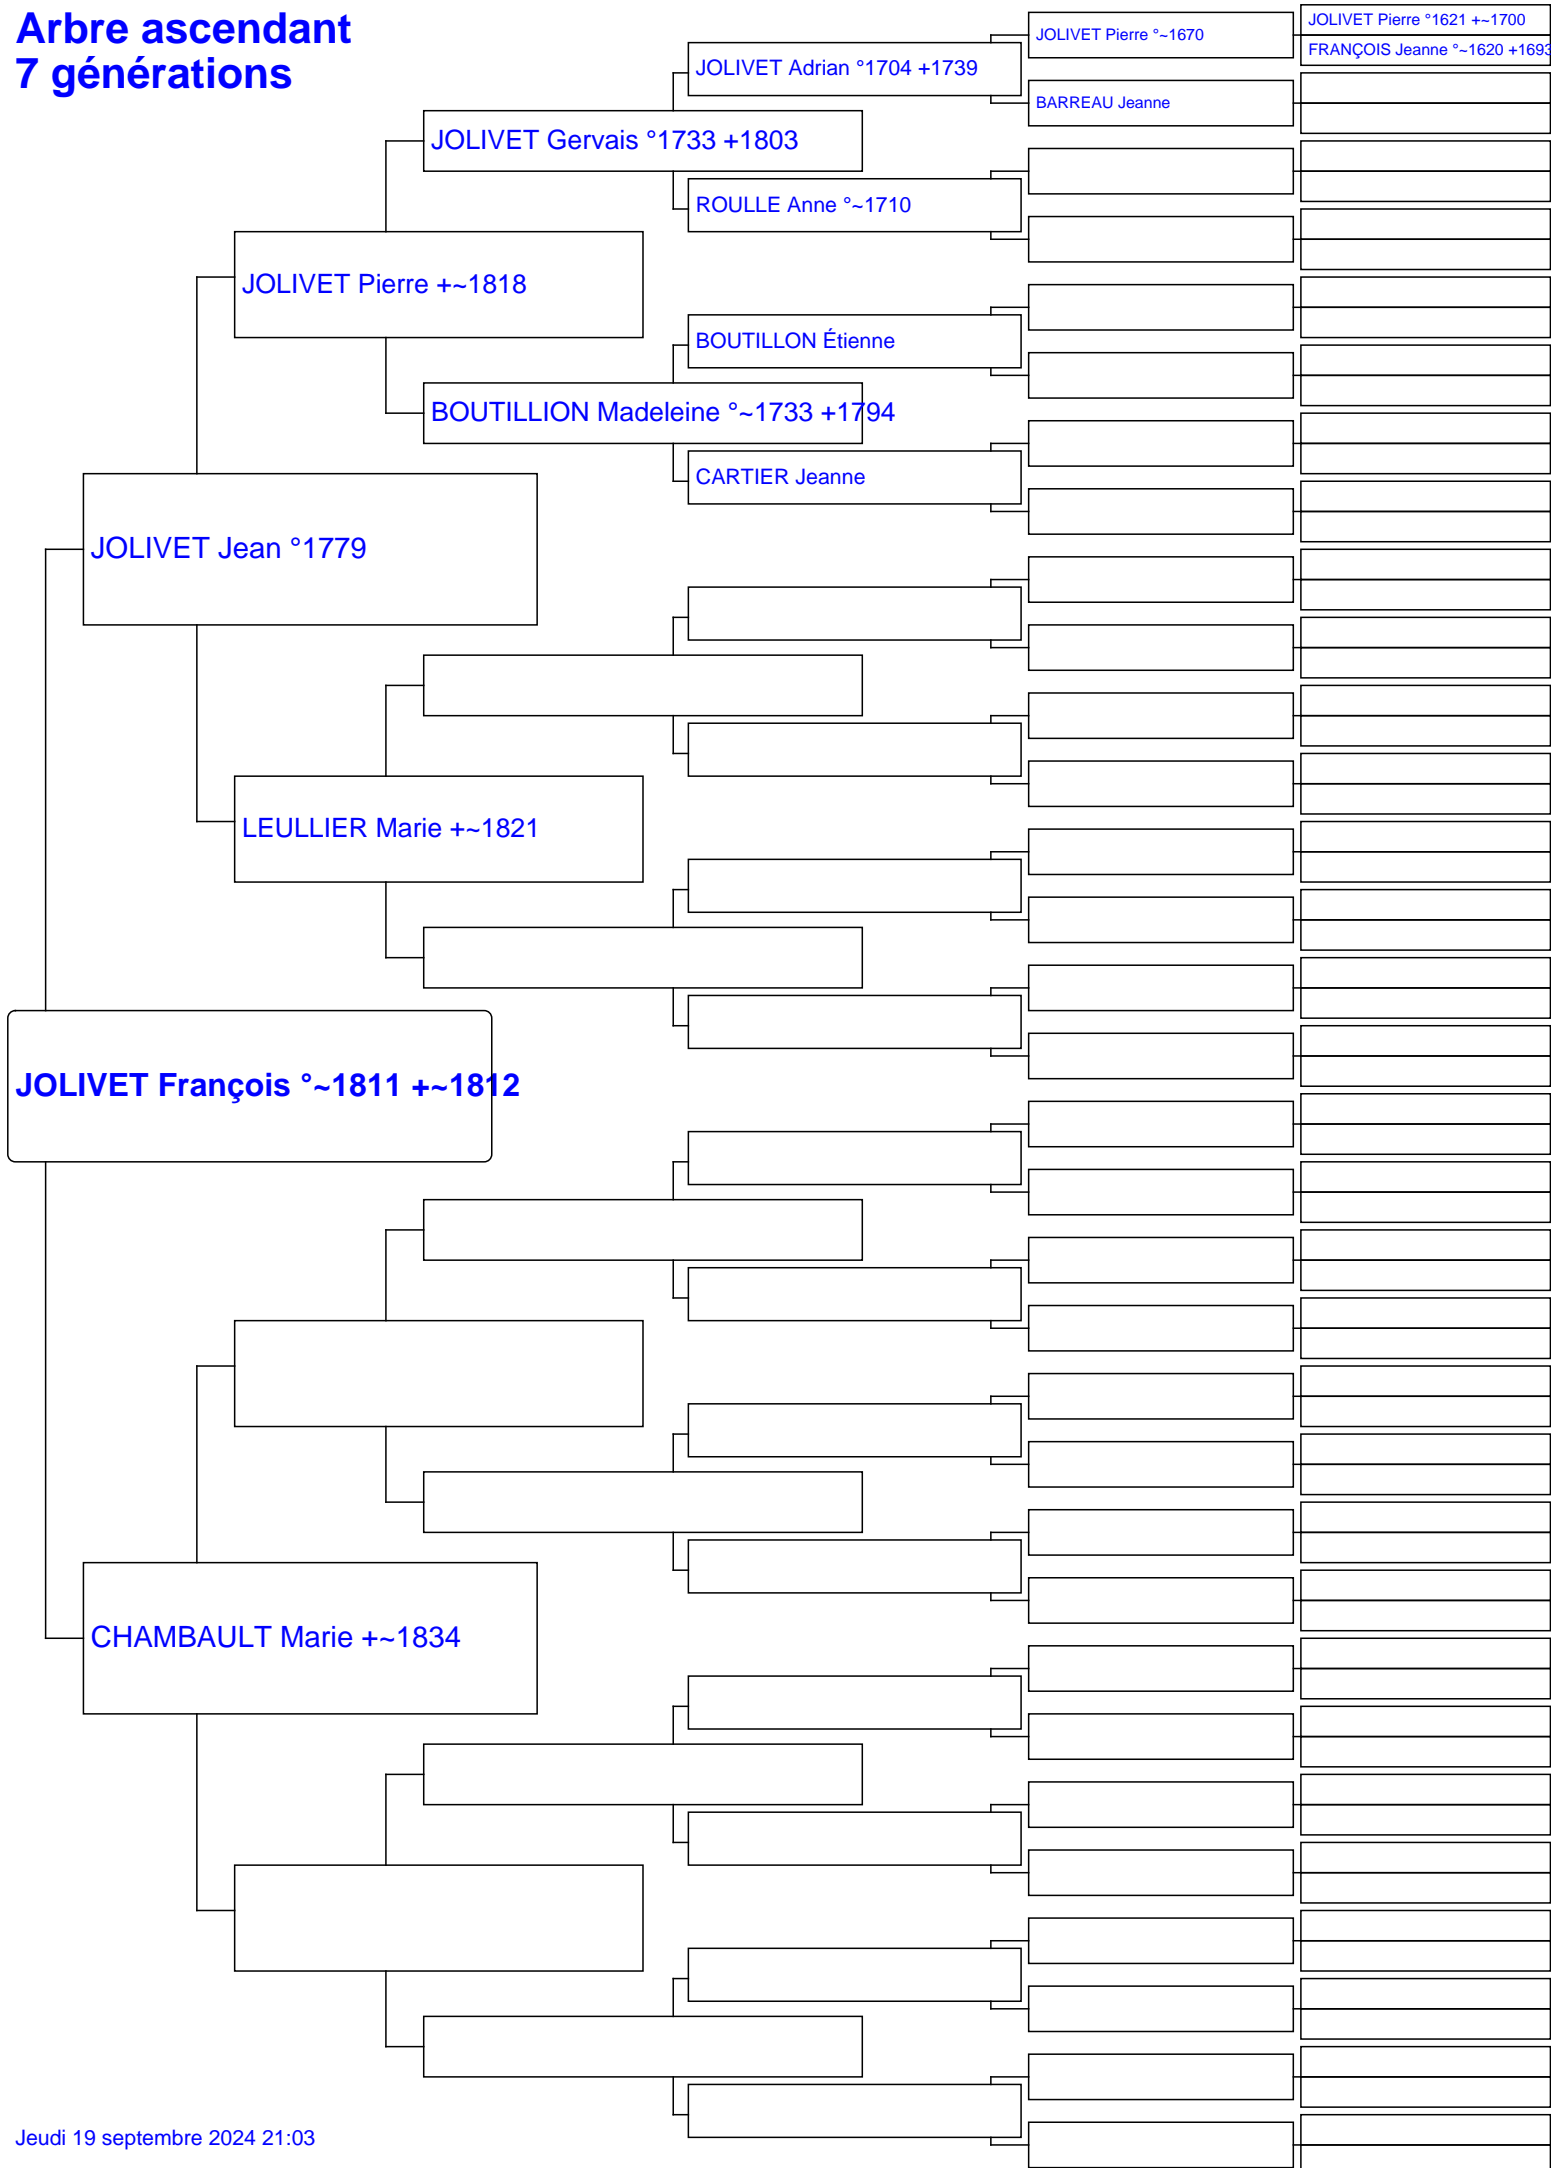 Arbre ascendant
7 générations
JOLIVET Pierre °1621 +~1700
JOLIVET Pierre °~1670
FRANÇOIS Jeanne °~1620 +1693
JOLIVET Adrian °1704 +1739
BARREAU Jeanne
JOLIVET Gervais °1733 +1803
ROULLE Anne °~1710
JOLIVET Pierre +~1818
BOUTILLON Étienne
BOUTILLION Madeleine °~1733 +1794
CARTIER Jeanne
JOLIVET Jean °1779
LEULLIER Marie +~1821
JOLIVET François °~1811 +~1812
CHAMBAULT Marie +~1834
Jeudi 19 septembre 2024 21:03